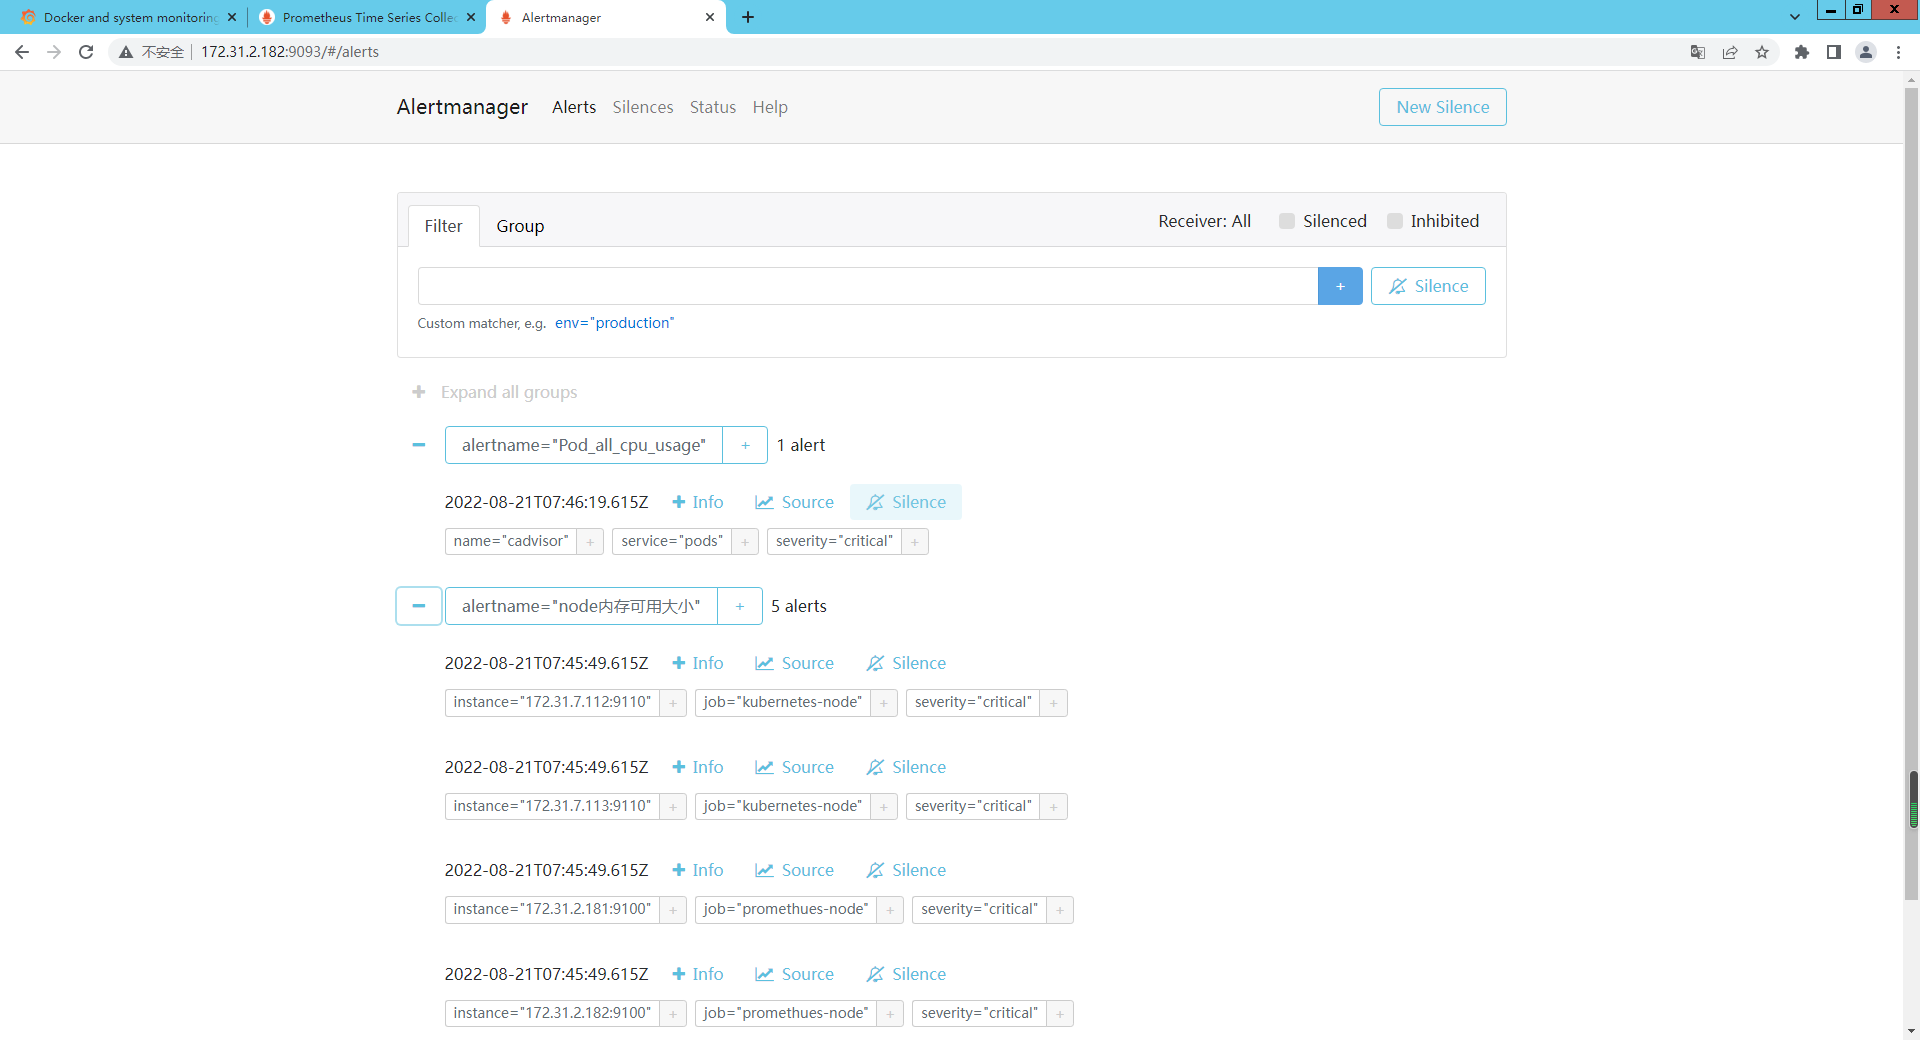 Docker and system monitoring
Prometheus Time Series Colle
Alertmanager
不安全 172.31.2.182:9093/#/alerts
Alertmanager Alerts Silences Status Help New Silence
Filter Group Receiver: All Silenced Inhibited
+ Silence
Custom matcher, e.g. env="production"
+ Expand all groups
alertname="Pod_all_cpu_usage" + 1 alert
2022-08-21T07:46:19.615Z + Info Source Silence
name="cadvisor" + service="pods" + severity="critical" +
alertname="node内存可用大小" + 5 alerts
2022-08-21T07:45:49.615Z + Info Source Silence
instance="172.31.7.112:9110" + job="kubernetes-node" + severity="critical" +
2022-08-21T07:45:49.615Z + Info Source Silence
instance="172.31.7.113:9110" + job="kubernetes-node" + severity="critical" +
2022-08-21T07:45:49.615Z + Info Source Silence
instance="172.31.2.181:9100" + job="promethues-node" + severity="critical" +
2022-08-21T07:45:49.615Z + Info Source Silence
instance="172.31.2.182:9100" + job="promethues-node" + severity="critical" +